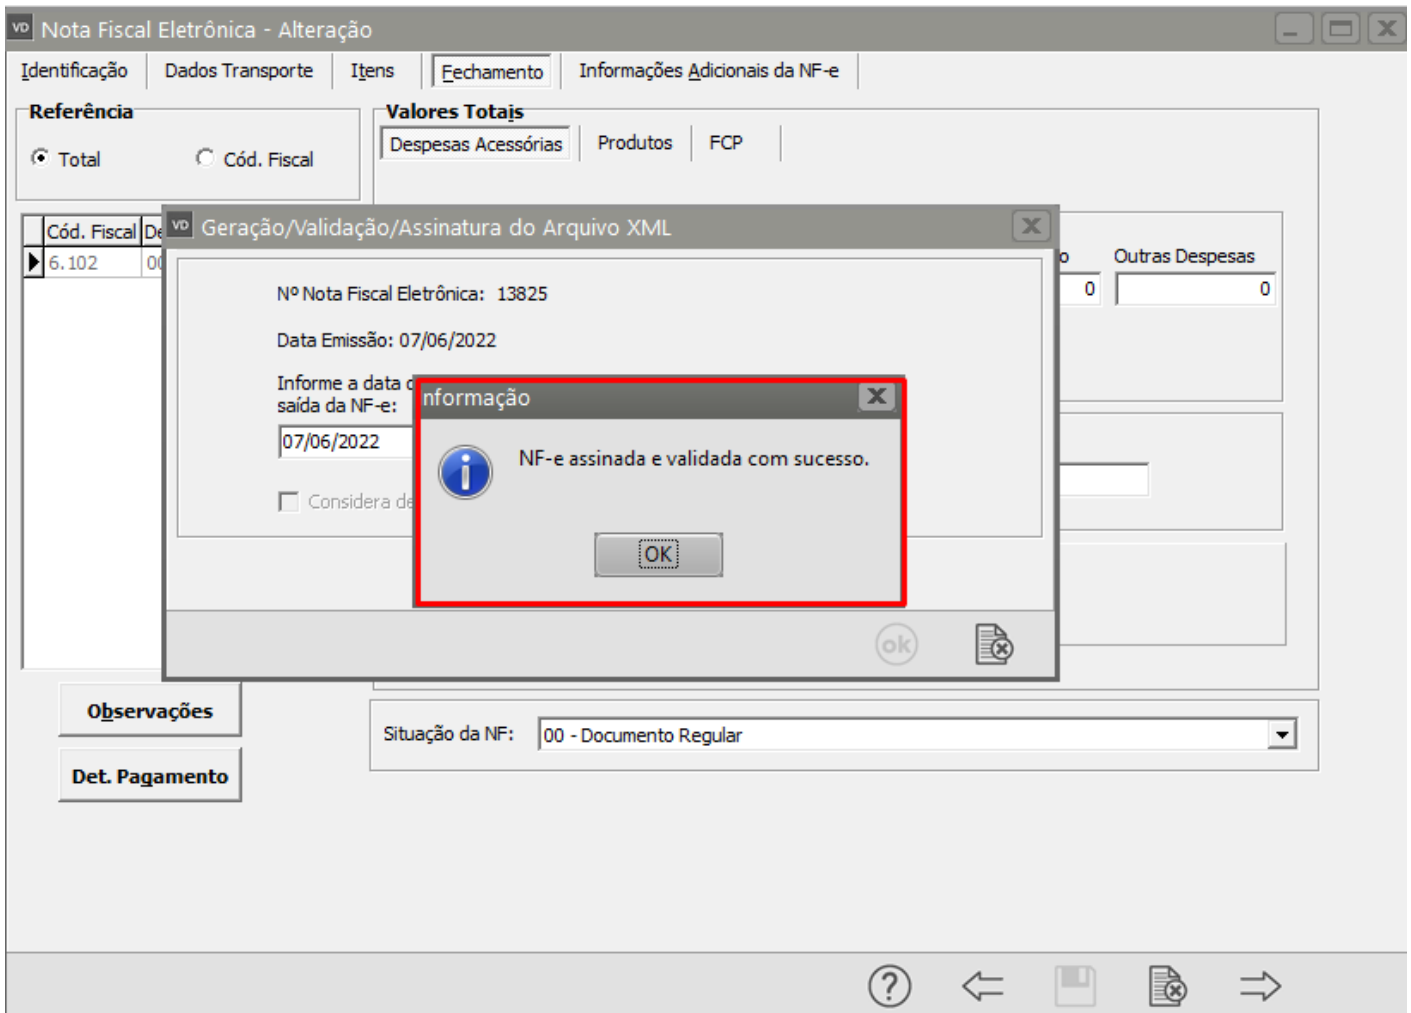 VD Nota Fiscal Eletrônica - Alteração
Identificação Dados Transporte Itens Fechamento Informações Adicionais da NF-e
Referência
Total Cód. Fiscal
Valores Totais
Despesas Acessórias Produtos FCP
Cód. Fiscal
6.102
VD Geração/Validação/Assinatura do Arquivo XML
Nº Nota Fiscal Eletrônica: 13825
Data Emissão: 07/06/2022
Informe a data
saída da NF-e:
07/06/2022
Considera
nformação
NF-e assinada e validada com sucesso.
OK
ok
Outras Despesas
0 0
Observações
Det. Pagamento
Situação da NF: 00 - Documento Regular
?